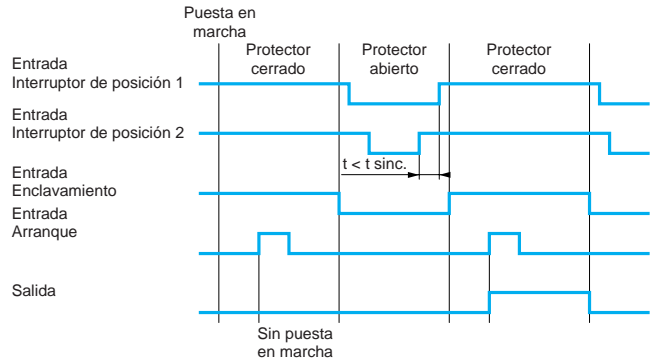 Puesta en
marcha
Protector
cerrado
Protector
abierto
Protector
cerrado
Entrada
Interruptor de posición 1
Entrada
Interruptor de posición 2
t < t sinc.
Entrada
Enclavamiento
Entrada
Arranque
Salida
Sin puesta
en marcha